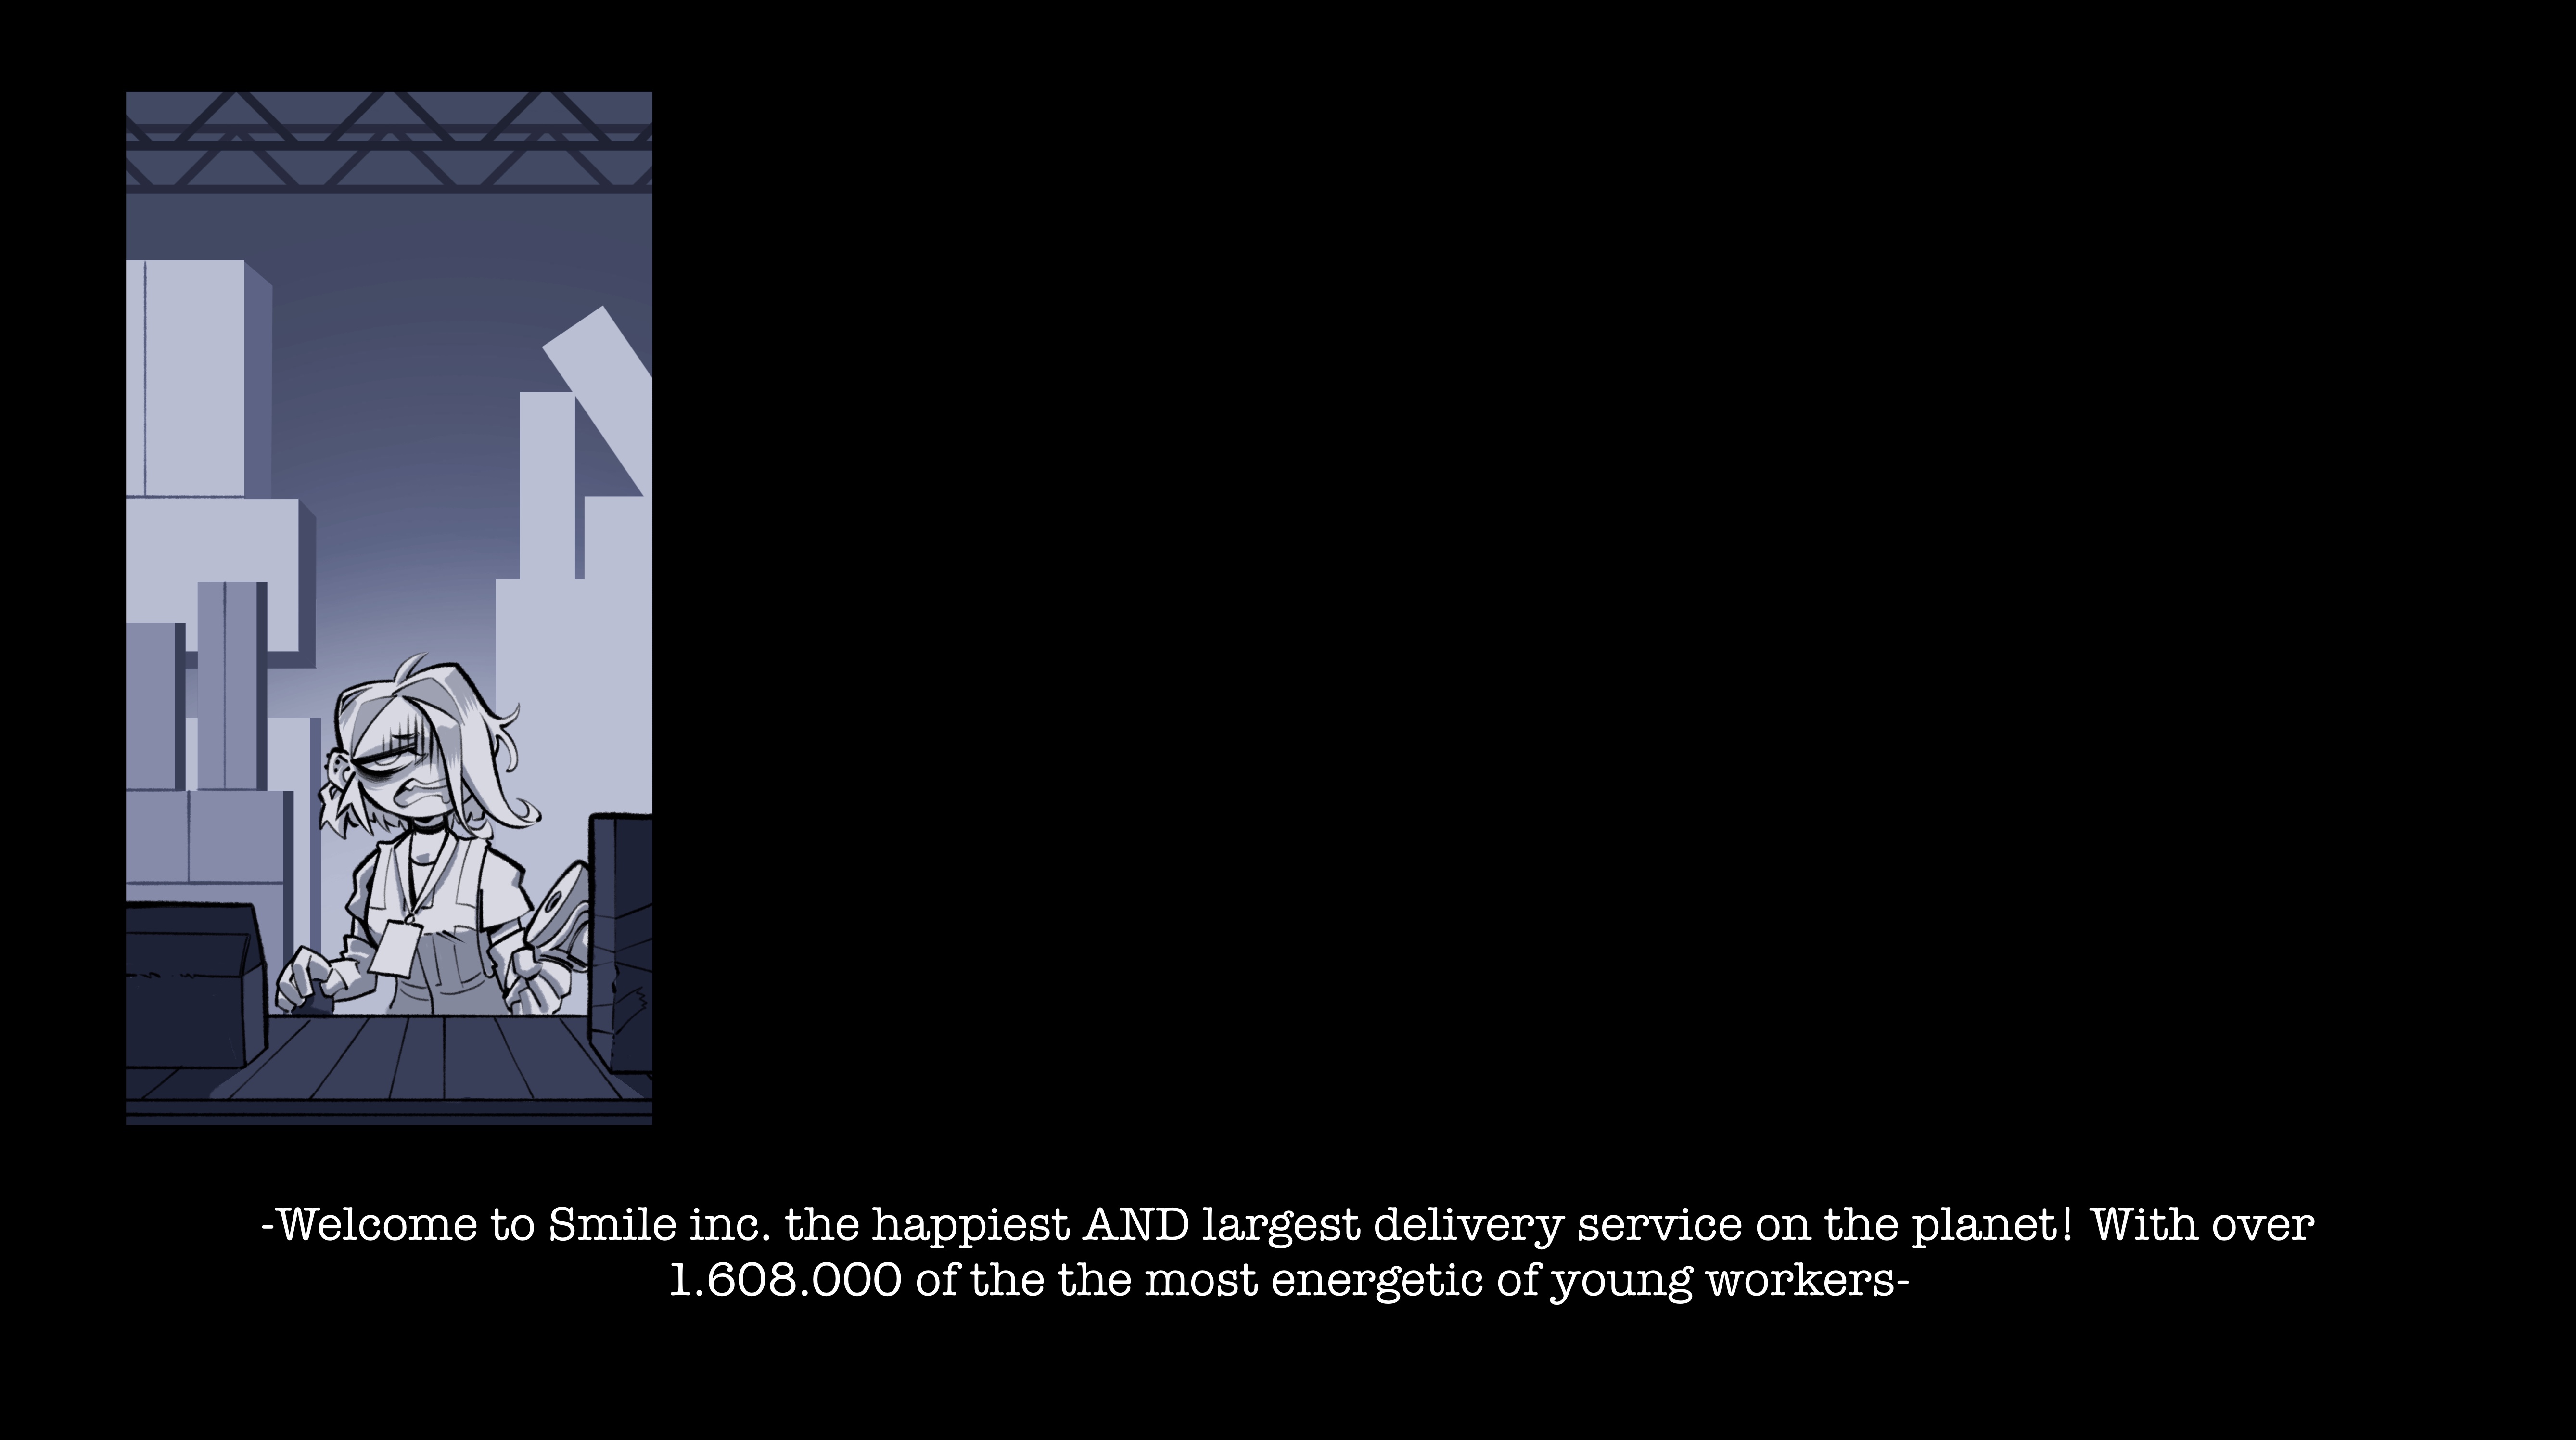 -Welcome to Smile inc. the happiest AND largest delivery service on the planet! With over
1.608.000 of the the most energetic of young workers-